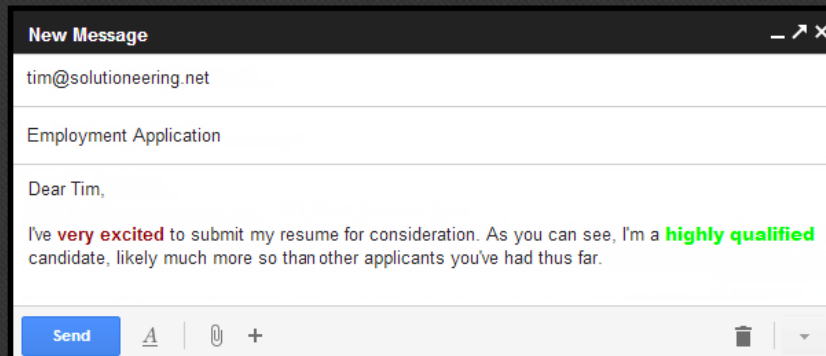 New Message
tim@solutioneering.net
Employment Application
Dear Tim,
I've very excited to submit my resume for consideration. As you can see, I'm a highly qualified
candidate, likely much more so than other applicants you've had thus far.
Send A